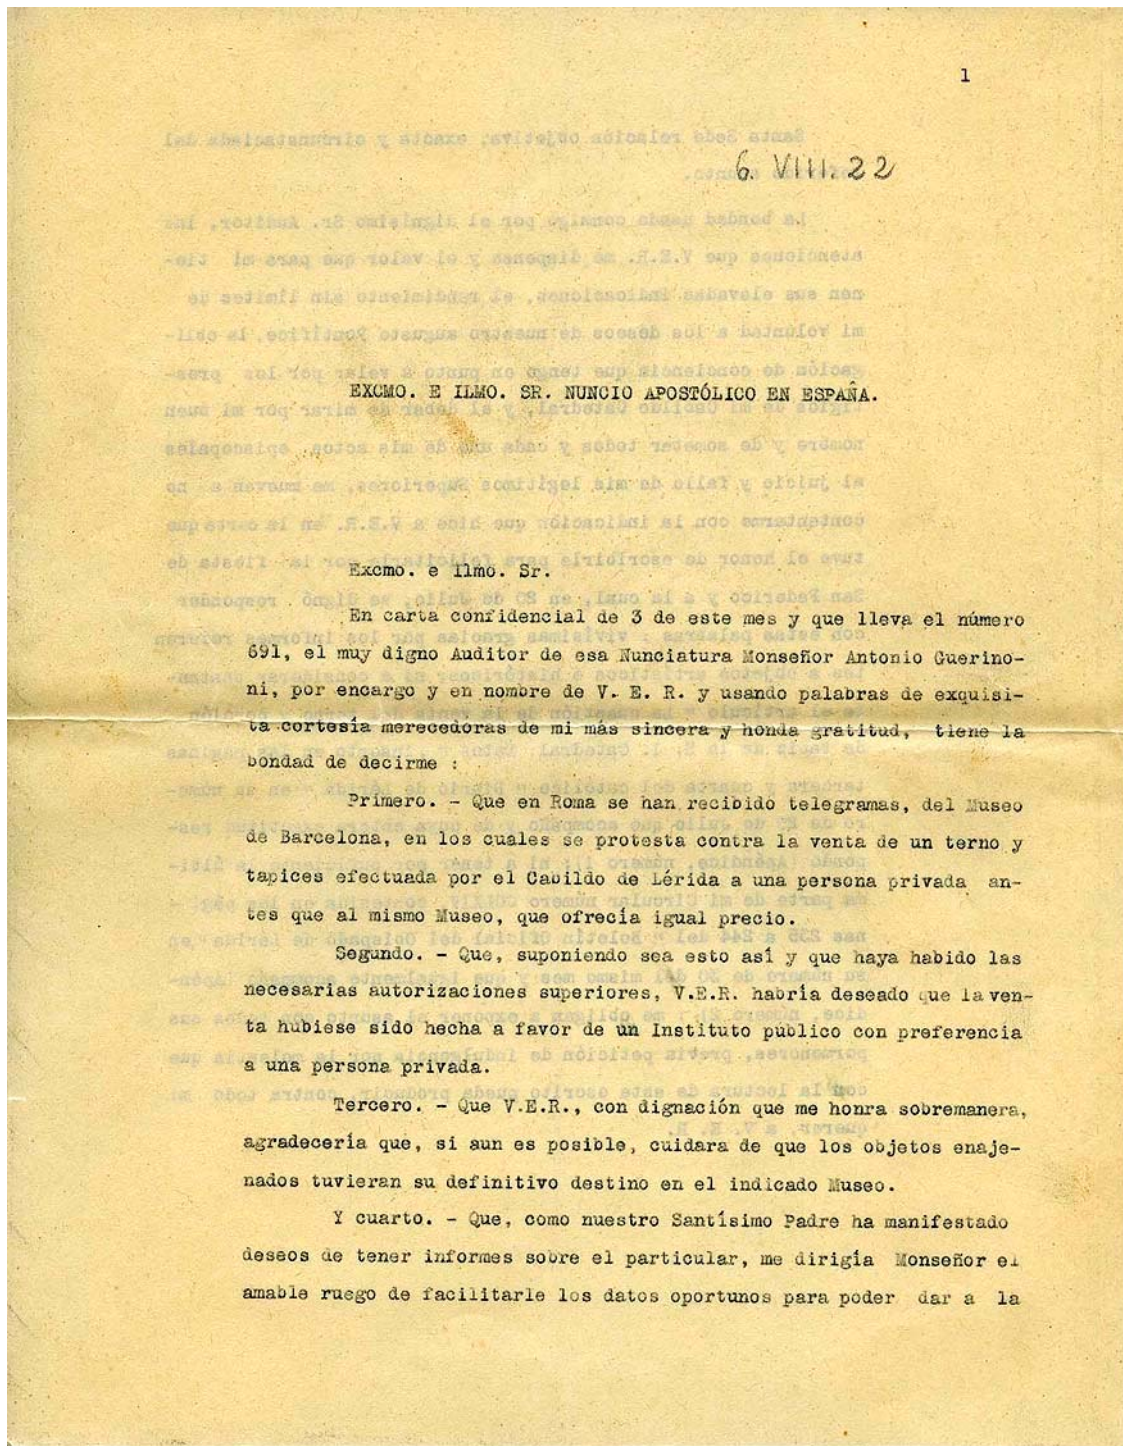 1
6. VIII. 22
EXCMO. E ILMO. SR. NUNCIO APOSTÓLICO EN ESPAÑA.
Excmo. e Ilmo. Sr.
En carta confidencial de 3 de este mes y que lleva el número
691, el muy digno Auditor de esa Nunciatura Monseñor Antonio Guerino-
ni, por encargo y en nombre de V. E. R. y usando palabras de exquisi-
ta cortesía merecedoras de mi más sincera y honda gratitud, tiene la
bondad de decirme :
Primero. - Que en Roma se han recibido telegramas, del Museo
de Barcelona, en los cuales se protesta contra la venta de un terno y
tapices efectuada por el Cabildo de Lérida a una persona privada an-
tes que al mismo Museo, que ofrecía igual precio.
Segundo. - Que, suponiendo sea esto así y que haya habido las
necesarias autorizaciones superiores, V.E.R. habría deseado que la ven-
ta hubiese sido hecha a favor de un Instituto público con preferencia
a una persona privada.
Tercero. - Que V.E.R., con dignación que me honra sobremanera,
agradecería que, si aun es posible, cuidara de que los objetos enaje-
nados tuvieran su definitivo destino en el indicado Museo.
Y cuarto. - Que, como nuestro Santísimo Padre ha manifestado
deseos de tener informes sobre el particular, me dirigía Monseñor el
amable ruego de facilitarle los datos oportunos para poder dar a la